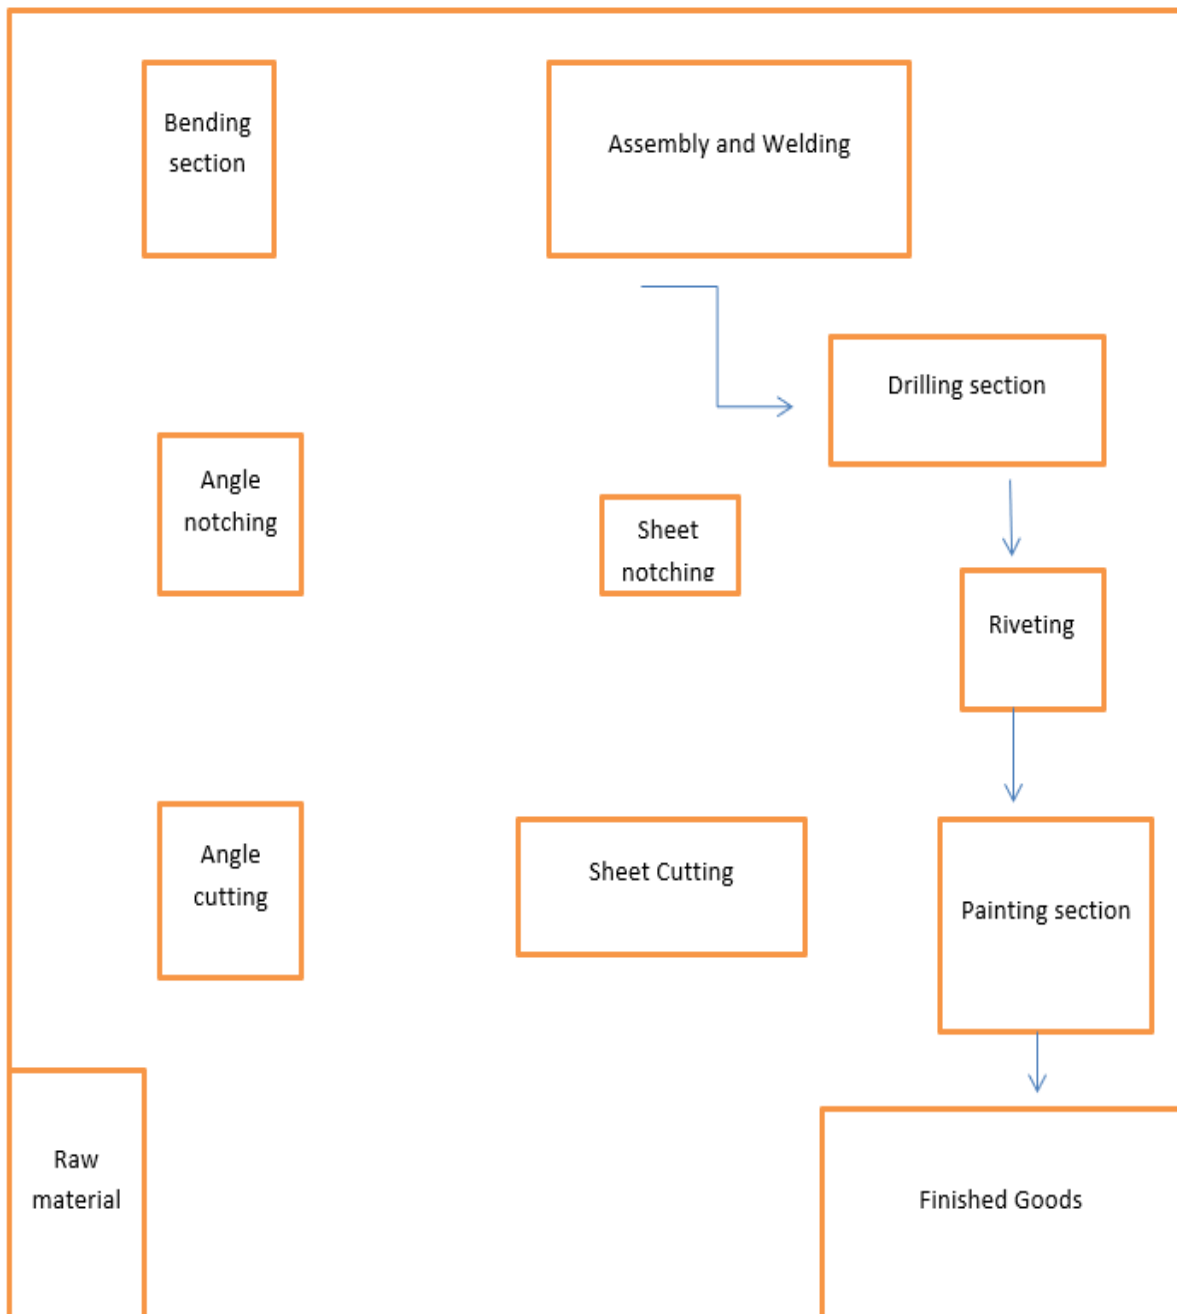 Bending
section
Assembly and Welding
Drilling section
Angle
notching
Sheet
notching
Riveting
Angle
cutting
Sheet Cutting
Painting section
Raw
material
Finished Goods